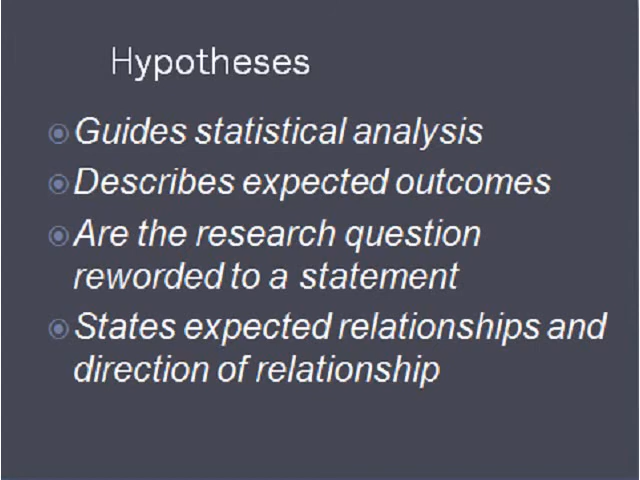 Hypotheses
Guides statistical analysis
Describes expected outcomes
Are the research question
reworded to a statement
States expected relationships and
direction of relationship